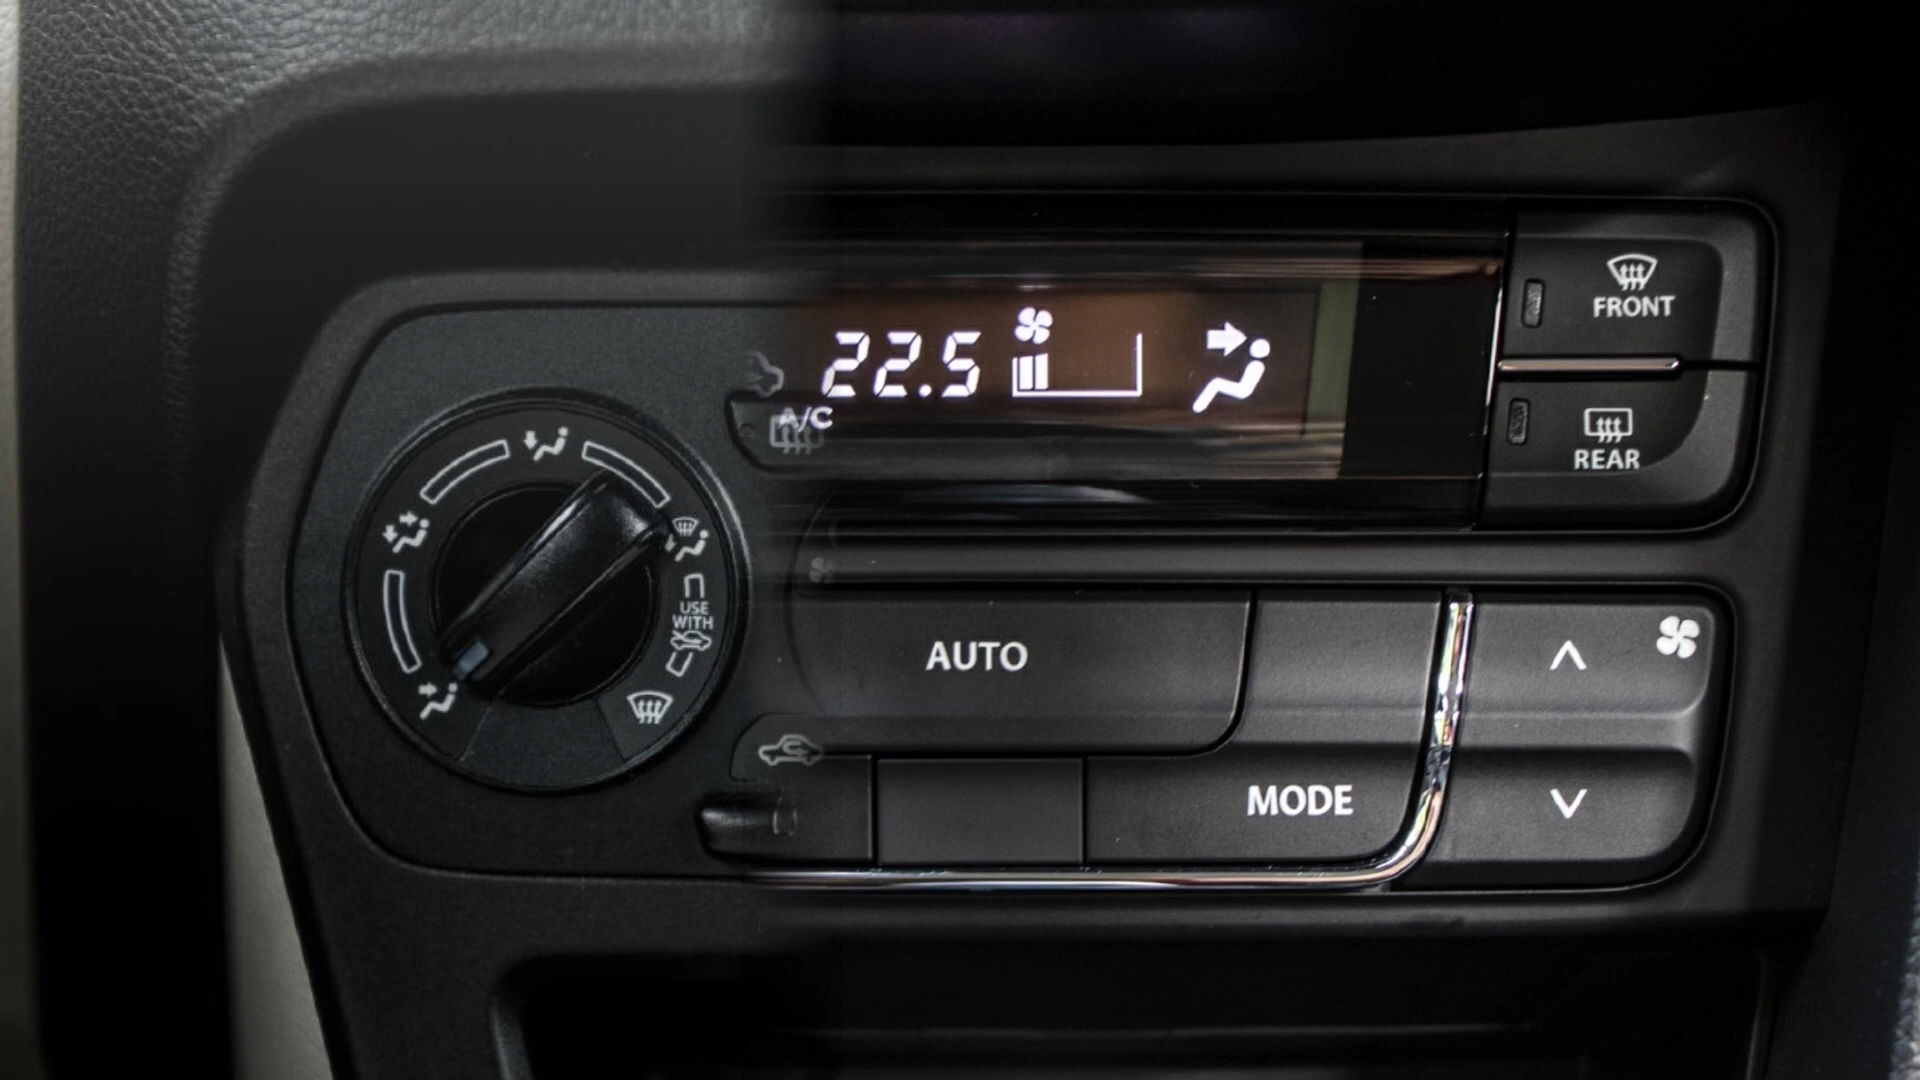 22.5
A/C
FRONT
REAR
USE
WITH
AUTO
MODE